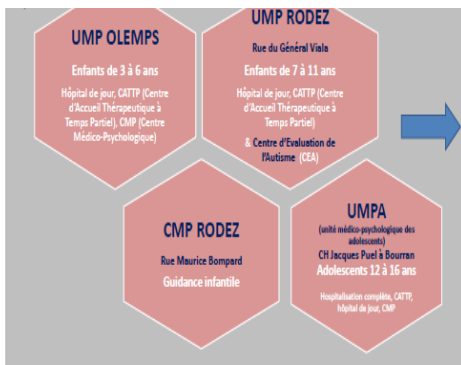 UMP OLEMPS
Enfants de 3 à 6 ans
Hôpital de jour, CATTP (Centre
d'Accueil Thérapeutique à
Temps Partiel), CMP (Centre
Médico-Psychologique)
UMP RODEZ
Rue du Général Viala
Enfants de 7 à 11 ans
Hôpital de jour, CATTP (Centre
d'Accueil Thérapeutique à
Temps Partiel)
& Centre d'Evaluation de
l'Autisme (CEA)
CMP RODEZ
Rue Maurice Bompard
Guidance infantile
UMPA
(unité médico-psychologique des
adolescents)
CH Jacques Puel à Bourran
Adolescents 12 à 16 ans
Hospitalisation complète, CATTP,
hôpital de jour, CMP